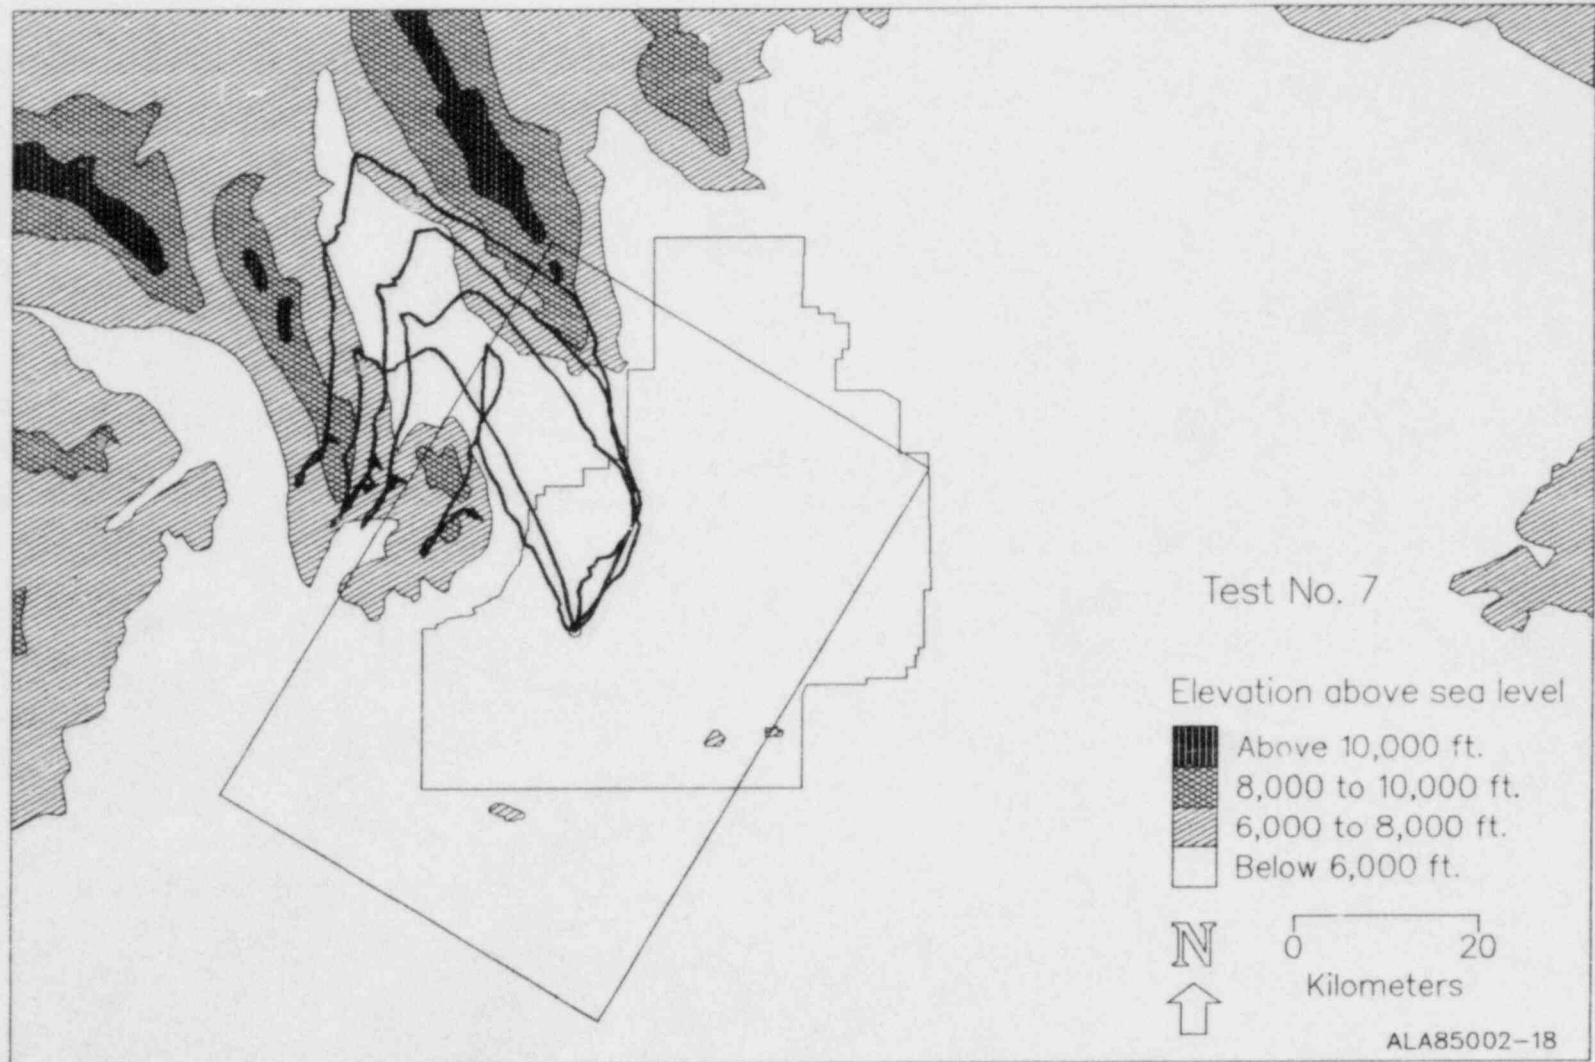 Test No. 7
Elevation above sea level
Above 10,000 ft.
8,000 to 10,000 ft.
6,000 to 8,000 ft.
Below 6,000 ft.
N
0 20
Kilometers
ALA85002-18